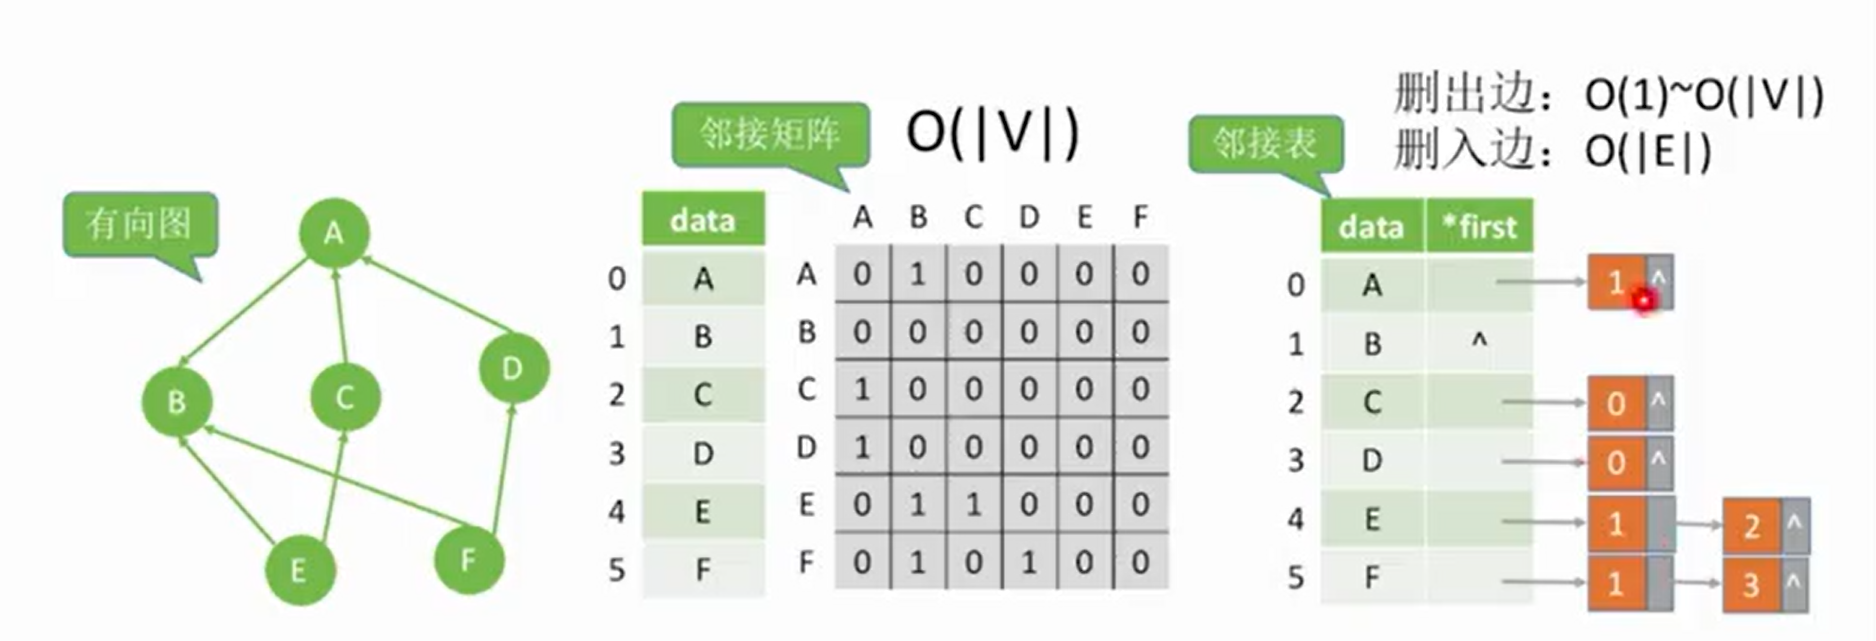 删出边：O(1)~O(|V|)
删入边：O(|E|)
邻接矩阵
O(|V|)
邻接表
有向图
A
B
C
D
E
F
data
0 A
1 B
2 C
3 D
4 E
5 F
A B C D E F
A 0 1 0 0 0 0
B 0 0 0 0 0 0
C 1 0 0 0 0 0
D 1 0 0 0 0 0
E 0 1 1 0 0 0
F 0 1 0 1 0 0
data *first
0 A 1 ^
1 B ^
2 C 0 ^
3 D 0 ^
4 E 1 2 ^
5 F 1 3 ^